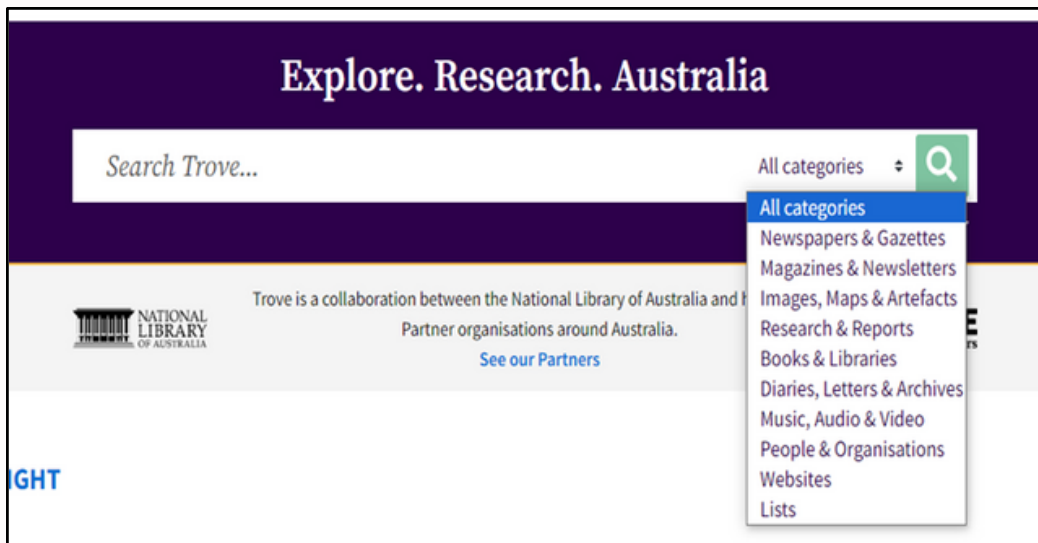 Explore. Research. Australia
Search Trove...
All categories
All categories
Newspapers & Gazettes
Magazines & Newsletters
Images, Maps & Artefacts
Research & Reports
Books & Libraries
Diaries, Letters & Archives
Music, Audio & Video
People & Organisations
Websites
Lists
NATIONAL
LIBRARY
OF AUSTRALIA
Trove is a collaboration between the National Library of Australia and
Partner organisations around Australia.
See our Partners